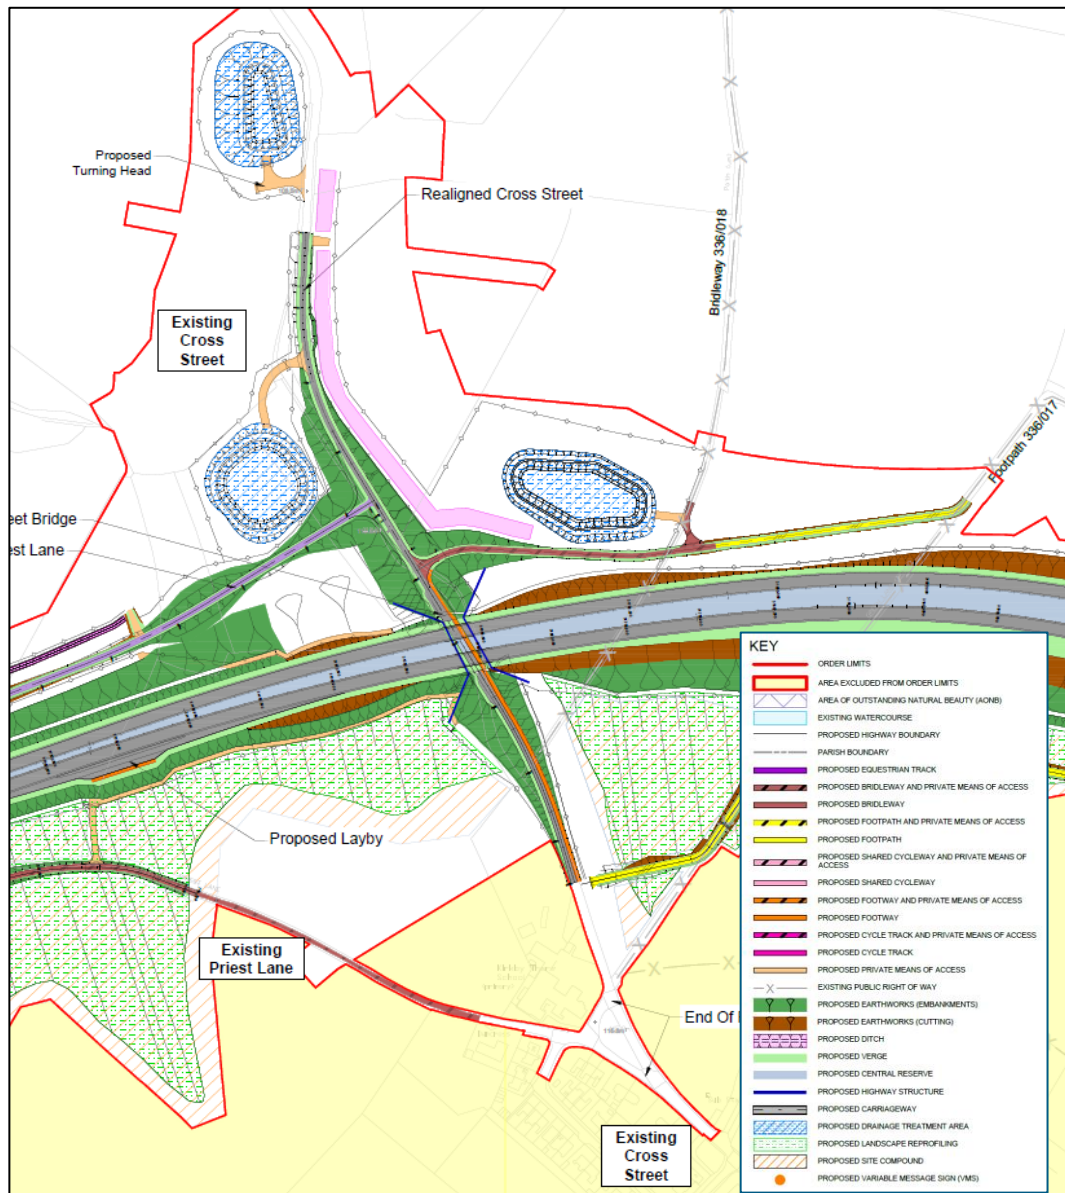 Proposed
Turning Head
Realigned Cross Street
Bridleway 336/018
Existing
Cross
Street
Footpath 336/017
eet Bridge
est Lane
Proposed Layby
Existing
Priest Lane
End Of
Existing
Cross
Street
KEY
ORDER LIMITS
AREA EXCLUDED FROM ORDER LIMITS
AREA OF OUTSTANDING NATURAL BEAUTY (AONB)
EXISTING WATERCOURSE
PROPOSED HIGHWAY BOUNDARY
PARISH BOUNDARY
PROPOSED EQUESTRIAN TRACK
PROPOSED BRIDLEWAY AND PRIVATE MEANS OF ACCESS
PROPOSED BRIDLEWAY
PROPOSED FOOTPATH AND PRIVATE MEANS OF ACCESS
PROPOSED FOOTPATH
PROPOSED SHARED CYCLEWAY AND PRIVATE MEANS OF
ACCESS
PROPOSED SHARED CYCLEWAY
PROPOSED FOOTWAY AND PRIVATE MEANS OF ACCESS
PROPOSED FOOTWAY
PROPOSED CYCLE TRACK AND PRIVATE MEANS OF ACCESS
PROPOSED CYCLE TRACK
PROPOSED PRIVATE MEANS OF ACCESS
EXISTING PUBLIC RIGHT OF WAY
PROPOSED EARTHWORKS (EMBANKMENTS)
PROPOSED EARTHWORKS (CUTTING)
PROPOSED DITCH
PROPOSED VERGE
PROPOSED CENTRAL RESERVE
PROPOSED HIGHWAY STRUCTURE
PROPOSED CARRIAGEWAY
PROPOSED DRAINAGE TREATMENT AREA
PROPOSED LANDSCAPE REPROFILING
PROPOSED SITE COMPOUND
PROPOSED VARIABLE MESSAGE SIGN (VMS)